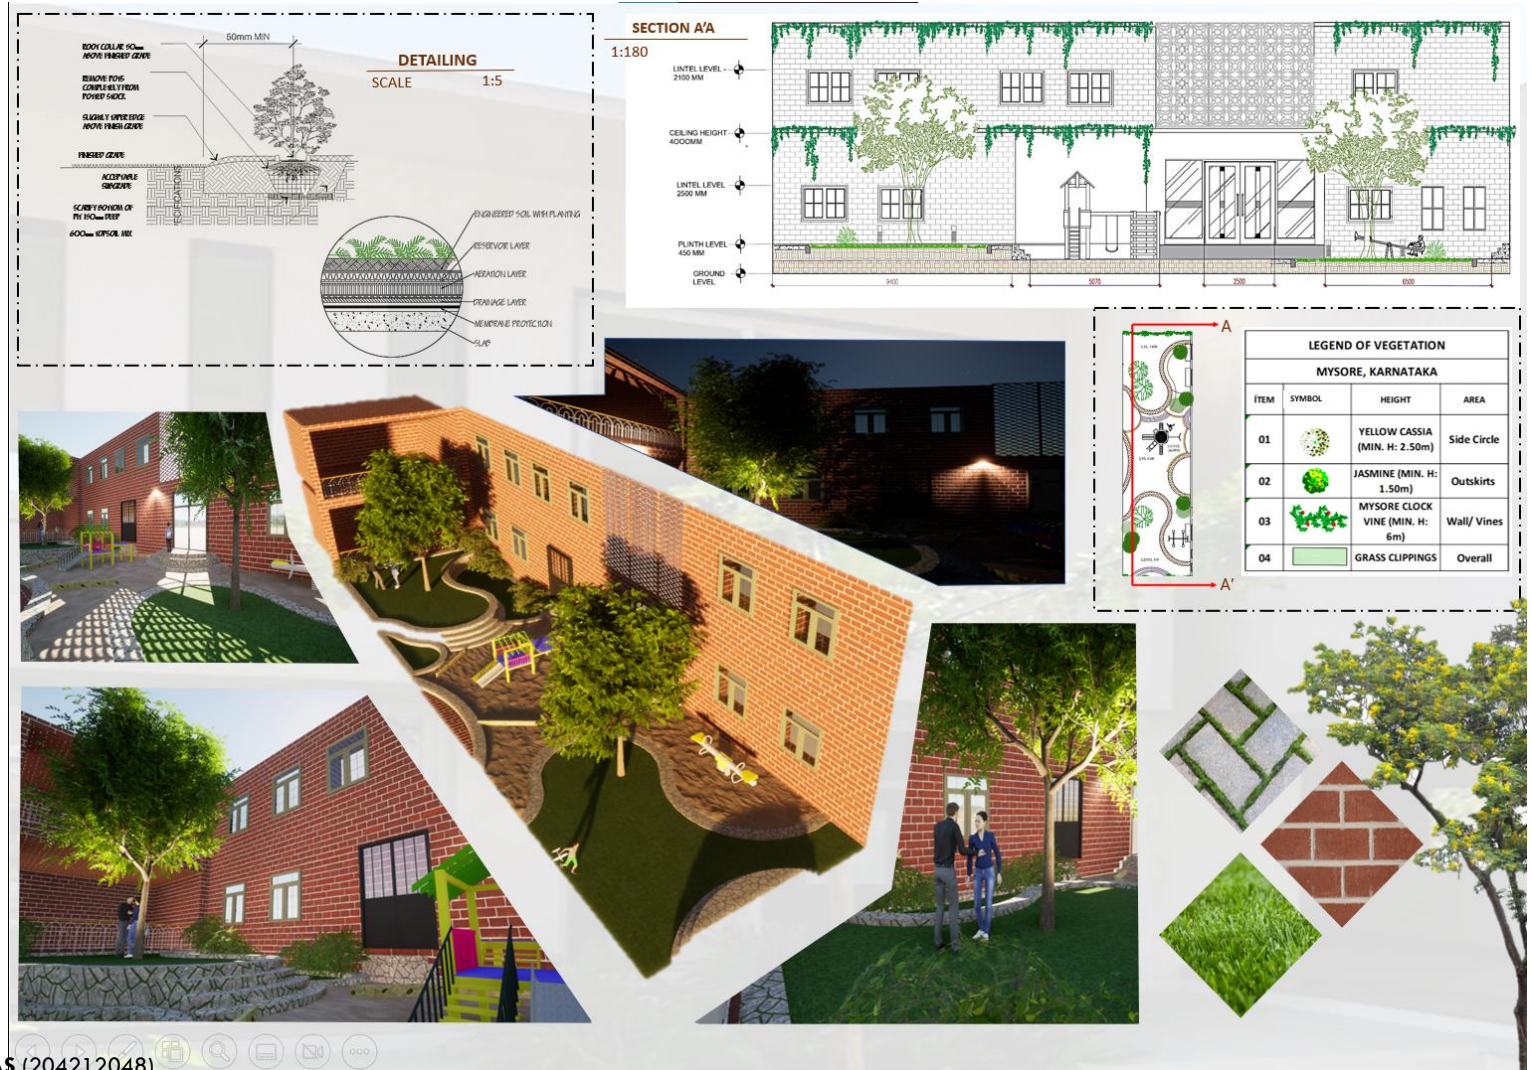 50mm MIN
ROOT COLLAR 50mm
ABOVE FINISHED GRADE
REMOVE POTS
COMPLETELY FROM
POTTED STOCK
SLIGHTLY TAPER EDGE
ABOVE FINISH GRADE
FINISHED GRADE
ACCEPTABLE
SUBGRADE
SCARIFY BOTTOM OF
PIT 150mm DEEP
600mm TOPSOIL MIX
DETAILING
SCALE 1:5
ENGINEERED SOIL WITH PLANTING
RESERVOIR LAYER
AERATION LAYER
DRAINAGE LAYER
MEMBRANE PROTECTION
SLAB
SECTION A'A
1:180
LINTEL LEVEL -
2100 MM
CEILING HEIGHT
4000MM
LINTEL LEVEL
2500 MM
PLINTH LEVEL
450 MM
GROUND
LEVEL
9400 5070 2500 6500
A
A'
LEGEND OF VEGETATION
MYSORE, KARNATAKA
ÍTEM SYMBOL HEIGHT AREA
01 YELLOW CASSIA (MIN. H: 2.50m) Side Circle
02 JASMINE (MIN. H: 1.50m) Outskirts
03 MYSORE CLOCK VINE (MIN. H: 6m) Wall/ Vines
04 GRASS CLIPPINGS Overall
(204212048)